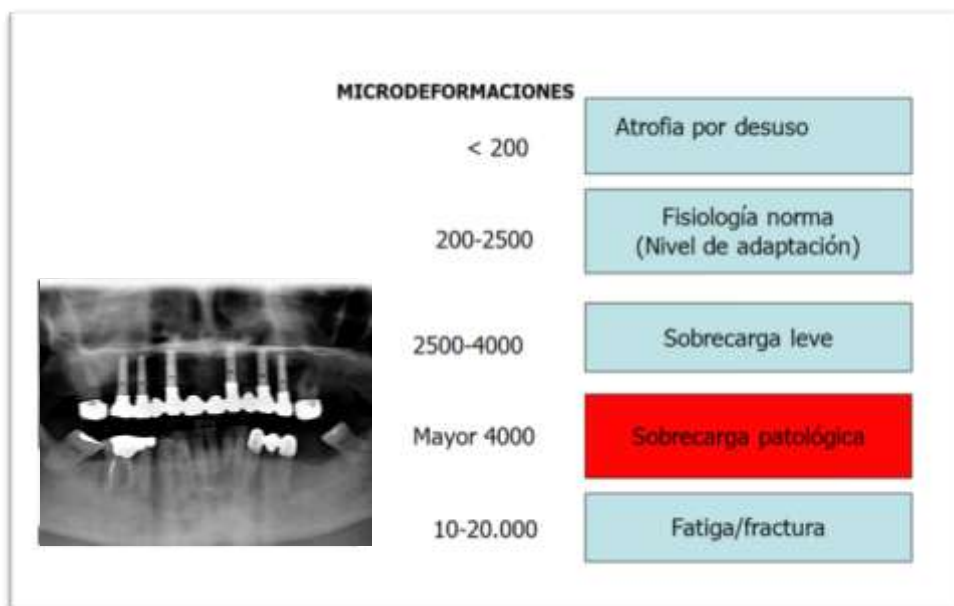 MICRODEFORMACIONES
< 200
Atrofia por desuso
200-2500
Fisiología norma
(Nivel de adaptación)
2500-4000
Sobrecarga leve
Mayor 4000
Sobrecarga patológica
10-20.000
Fatiga/fractura